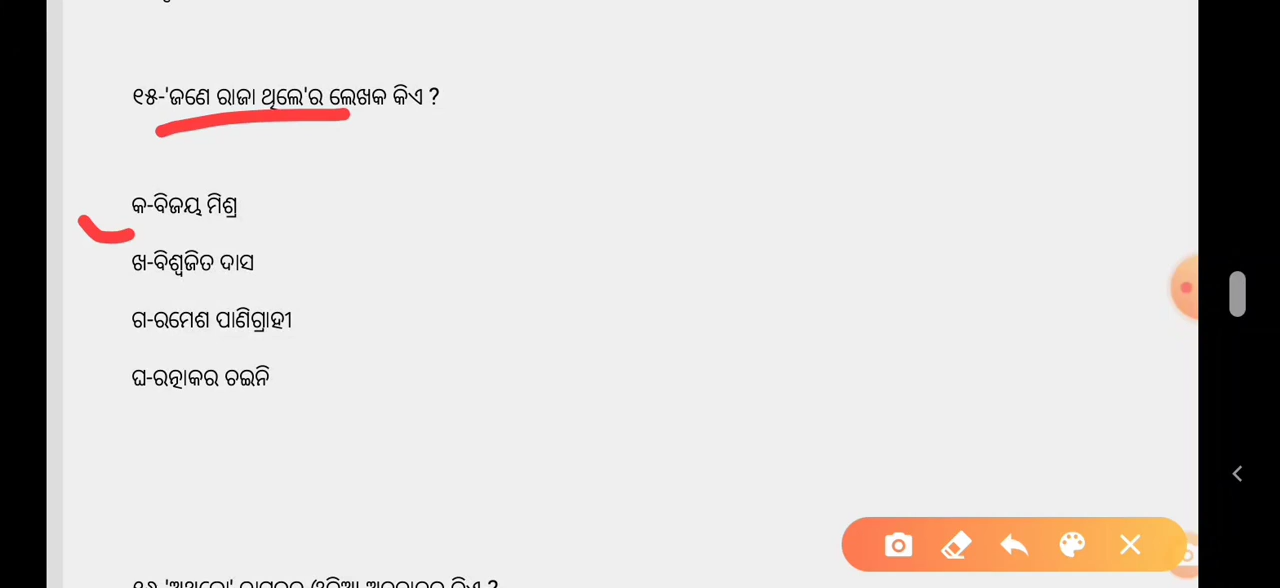 ୧୫-'ଜଣେ ରାଜା ଥିଲେ'ର ଲେଖକ କିଏ ?
କ-ବିଜୟ ମିଶ୍ର
ଖ-ବିଶ୍ୱଜିତ ଦାସ
ଗ-ରମେଶ ପାଣିଗ୍ରାହୀ
ଘ-ରତ୍ନାକର ଚଇନି